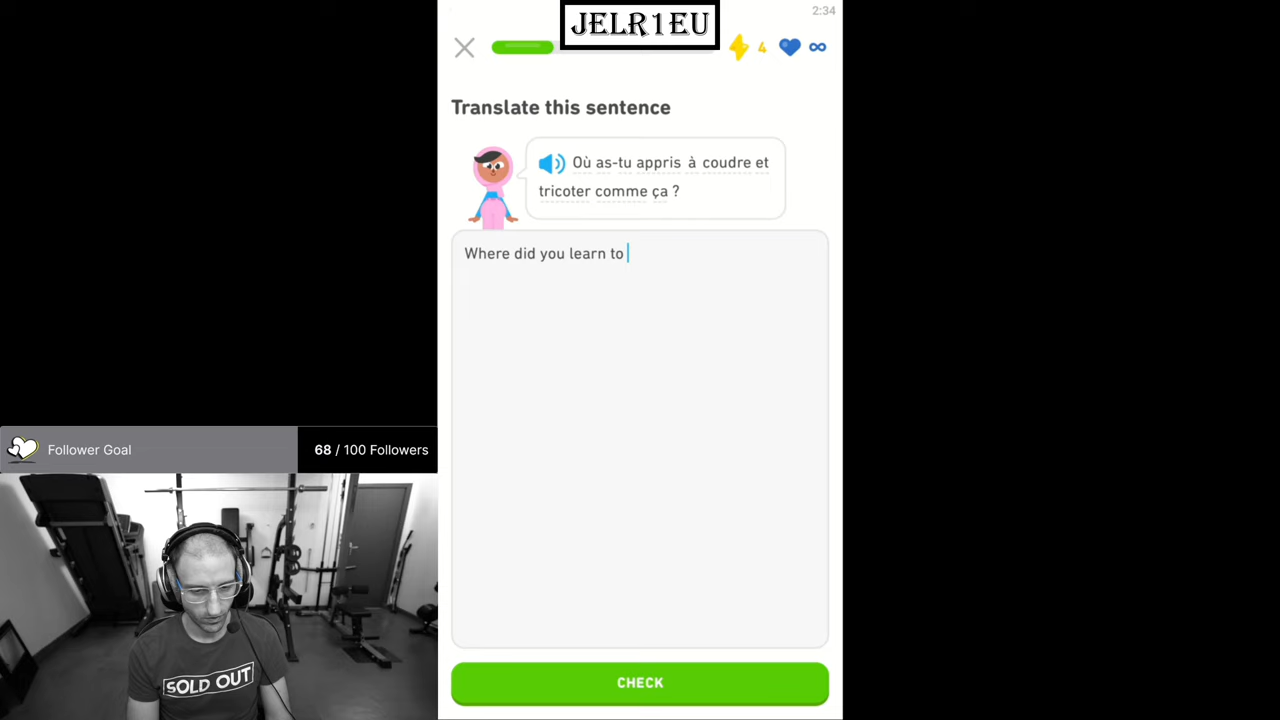 JELR1EU
2:34
4 ∞
Translate this sentence
Où as-tu appris à coudre et
tricoter comme ça ?
Where did you learn to
Follower Goal
68 / 100 Followers
SOLD OUT
CHECK